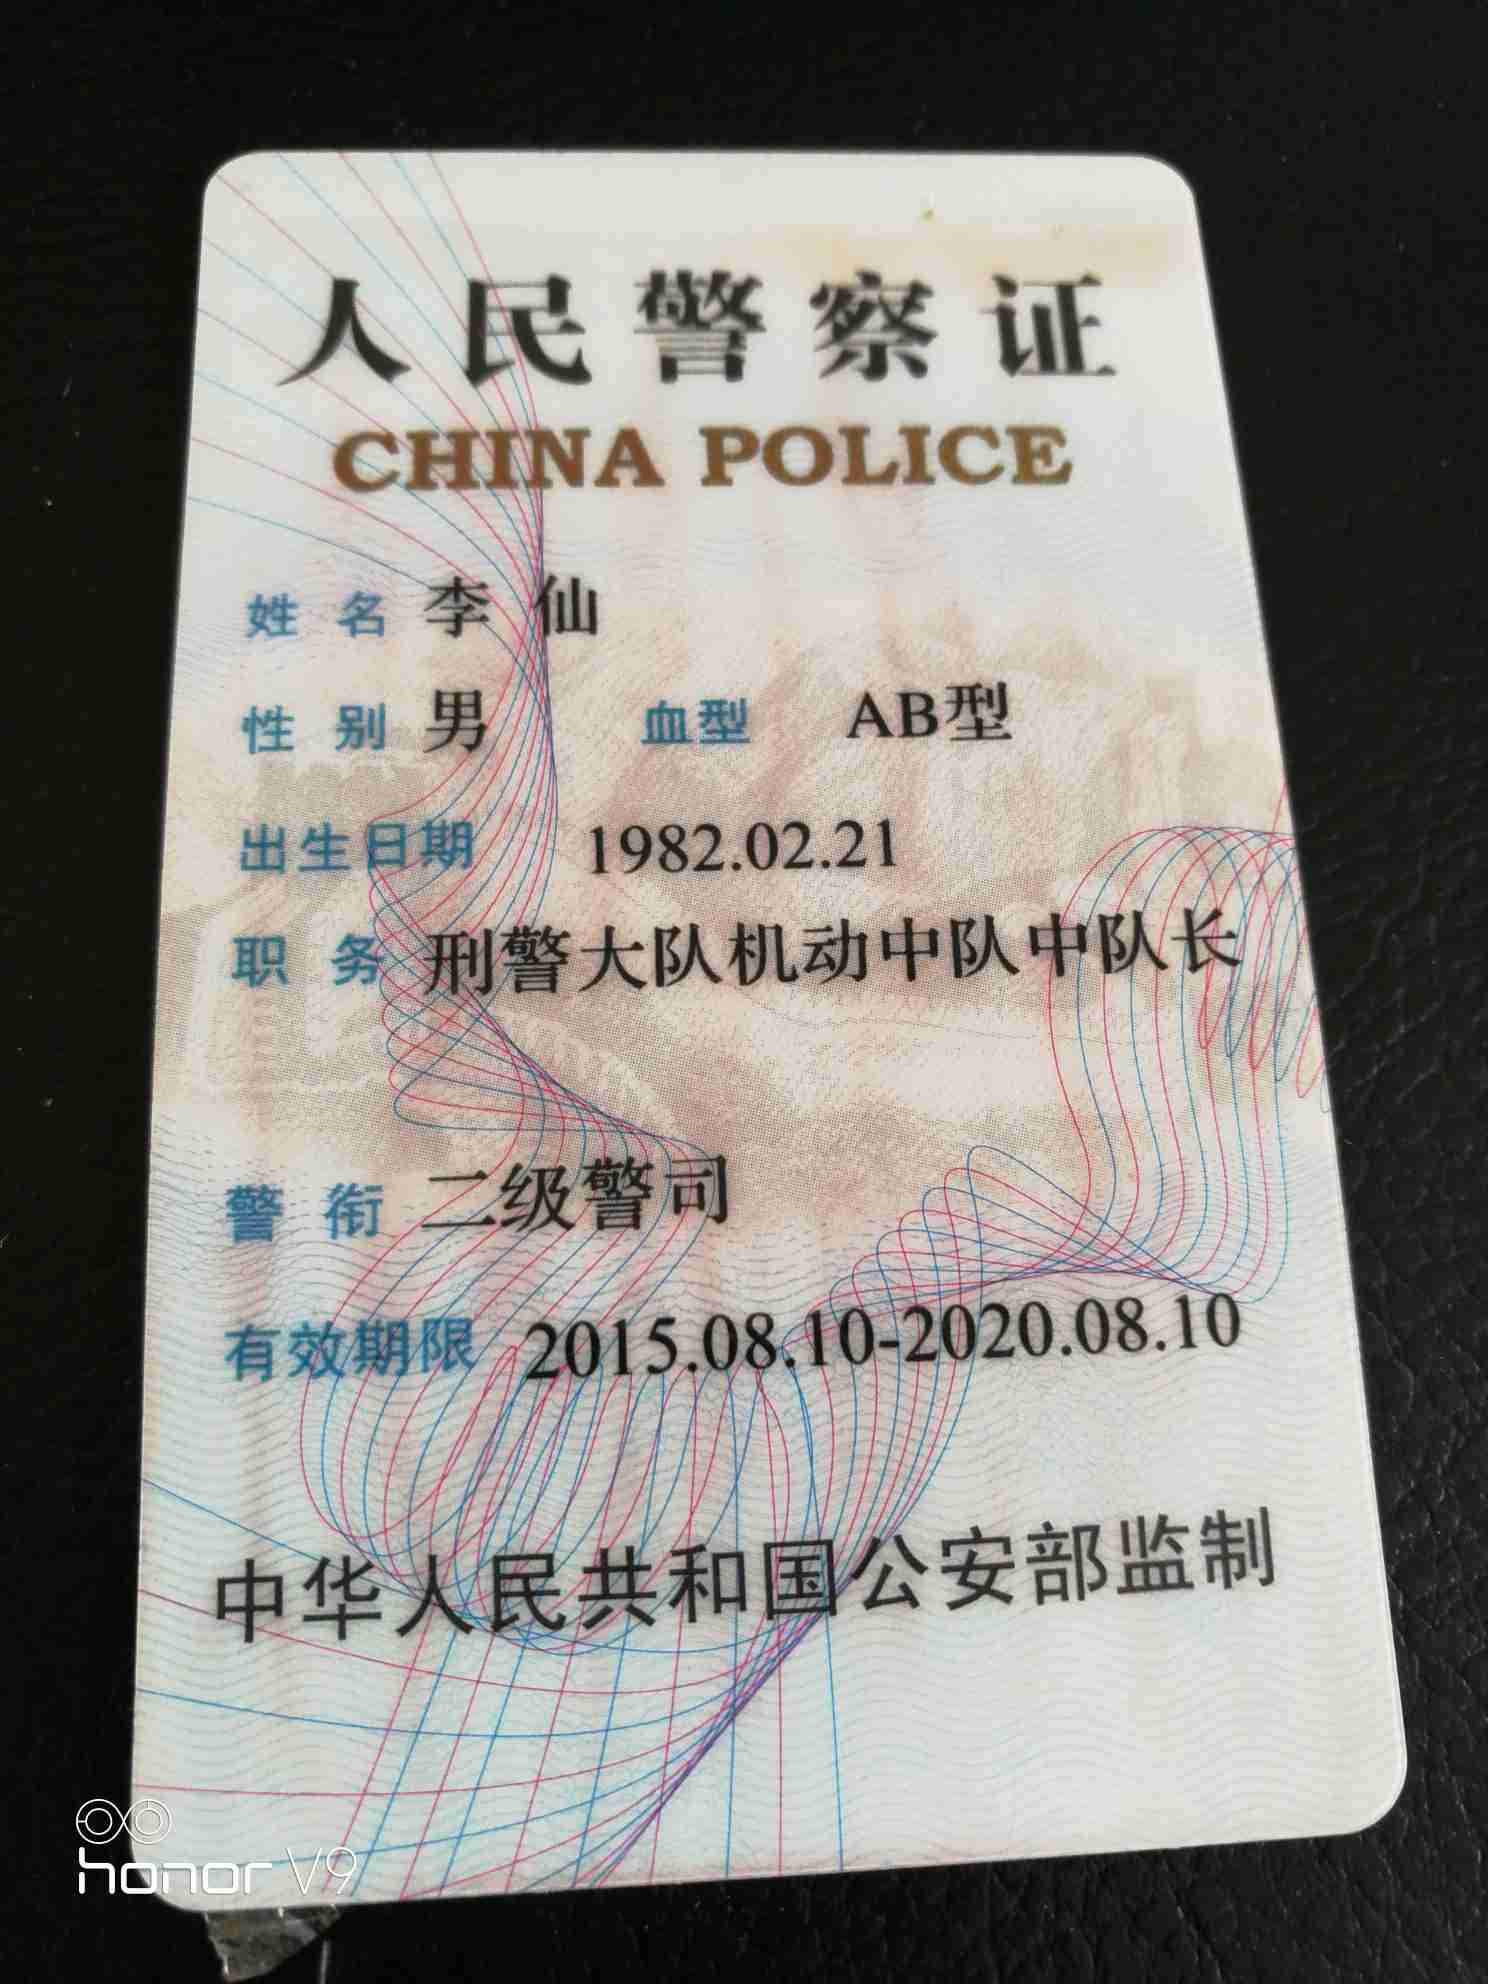 人民警察证
CHINA POLICE
姓名 李仙
性别 男 血型 AB型
出生日期 1982.02.21
职务 刑警大队机动中队中队长
警衔 二级警司
有效期限 2015.08.10-2020.08.10
中华人民共和国公安部监制
honor V9